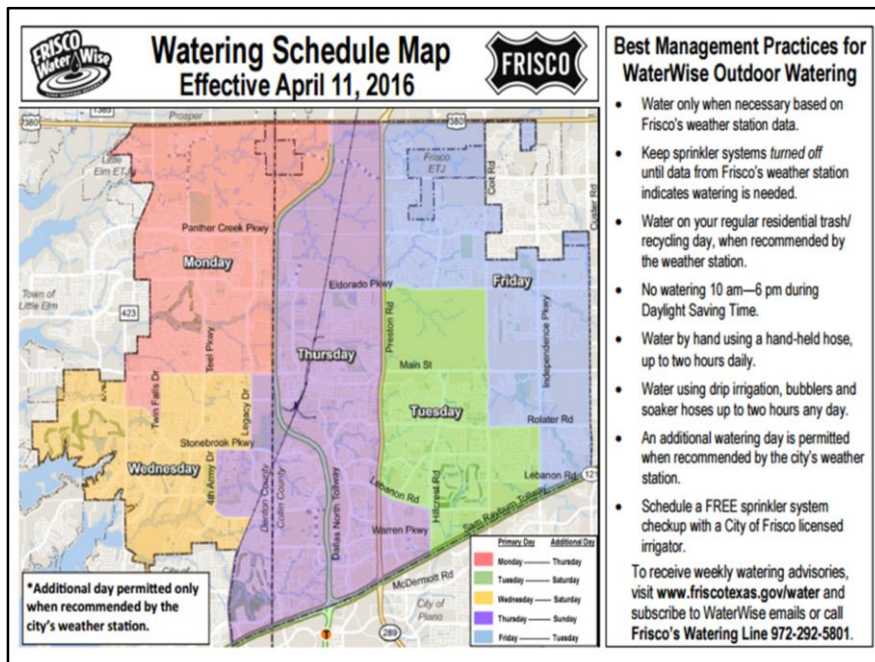 FRISCO
Water Wise
Watering Schedule Map
Effective April 11, 2016
FRISCO
7380
1385
Prosper
380
Little
Elm ETJ
Frisco
ETJ
Coit Rd
Custer Rd
Panther Creek Pkwy
Monday
Friday
Town of
Little Elm
Eldorado Pkwy
423
Teel Pkwy
Preston Rd
Independence Pkwy
Thursday
Main St
Twin Falls Dr
Legacy Dr
Tuesday
Rolater Rd
Stonebrook Pkwy
Wednesday
4th Army Dr
Lebanon Rd
Lebanon Rd
121
Denton County
Collin County
Dallas North Tollway
Hillcrest Rd
Sam Rayburn Tollway
Warren Pkwy
McDermott Rd
City of
City of
Plano
289
T
Primary Day Additional Day
Monday Thursday
Tuesday Saturday
Wednesday Saturday
Thursday Sunday
Friday Tuesday
*Additional day permitted only
when recommended by the
city's weather station.
Best Management Practices for
WaterWise Outdoor Watering
• Water only when necessary based on
Frisco's weather station data.
• Keep sprinkler systems turned off
until data from Frisco's weather station
indicates watering is needed.
• Water on your regular residential trash/
recycling day, when recommended by
the weather station.
• No watering 10 am—6 pm during
Daylight Saving Time.
• Water by hand using a hand-held hose,
up to two hours daily.
• Water using drip irrigation, bubblers and
soaker hoses up to two hours any day.
• An additional watering day is permitted
when recommended by the city's weather
station.
• Schedule a FREE sprinkler system
checkup with a City of Frisco licensed
irrigator.
To receive weekly watering advisories,
visit www.friscotexas.gov/water and
subscribe to WaterWise emails or call
Frisco's Watering Line 972-292-5801.